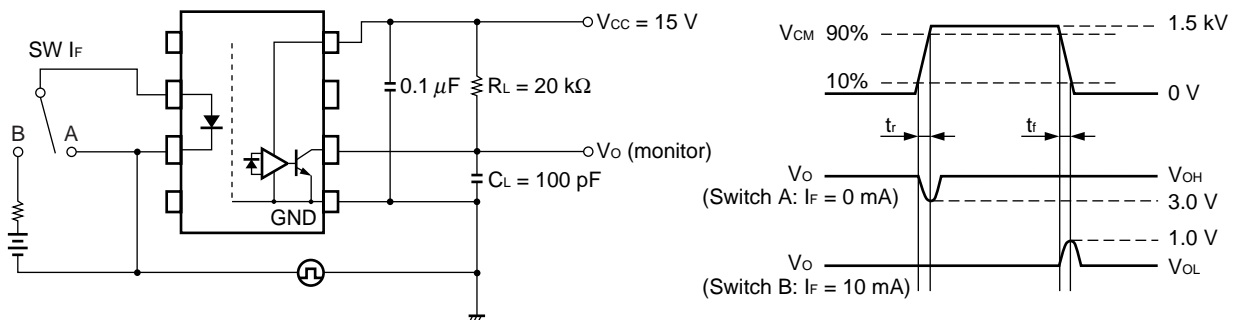 SW IF
B
A
VCC = 15 V
0.1 μF
RL = 20 kΩ
VO (monitor)
CL = 100 pF
GND
VCM 90%
10%
1.5 kV
0 V
tr
tf
VO
(Switch A: IF = 0 mA)
VOH
3.0 V
1.0 V
VO
(Switch B: IF = 10 mA)
VOL